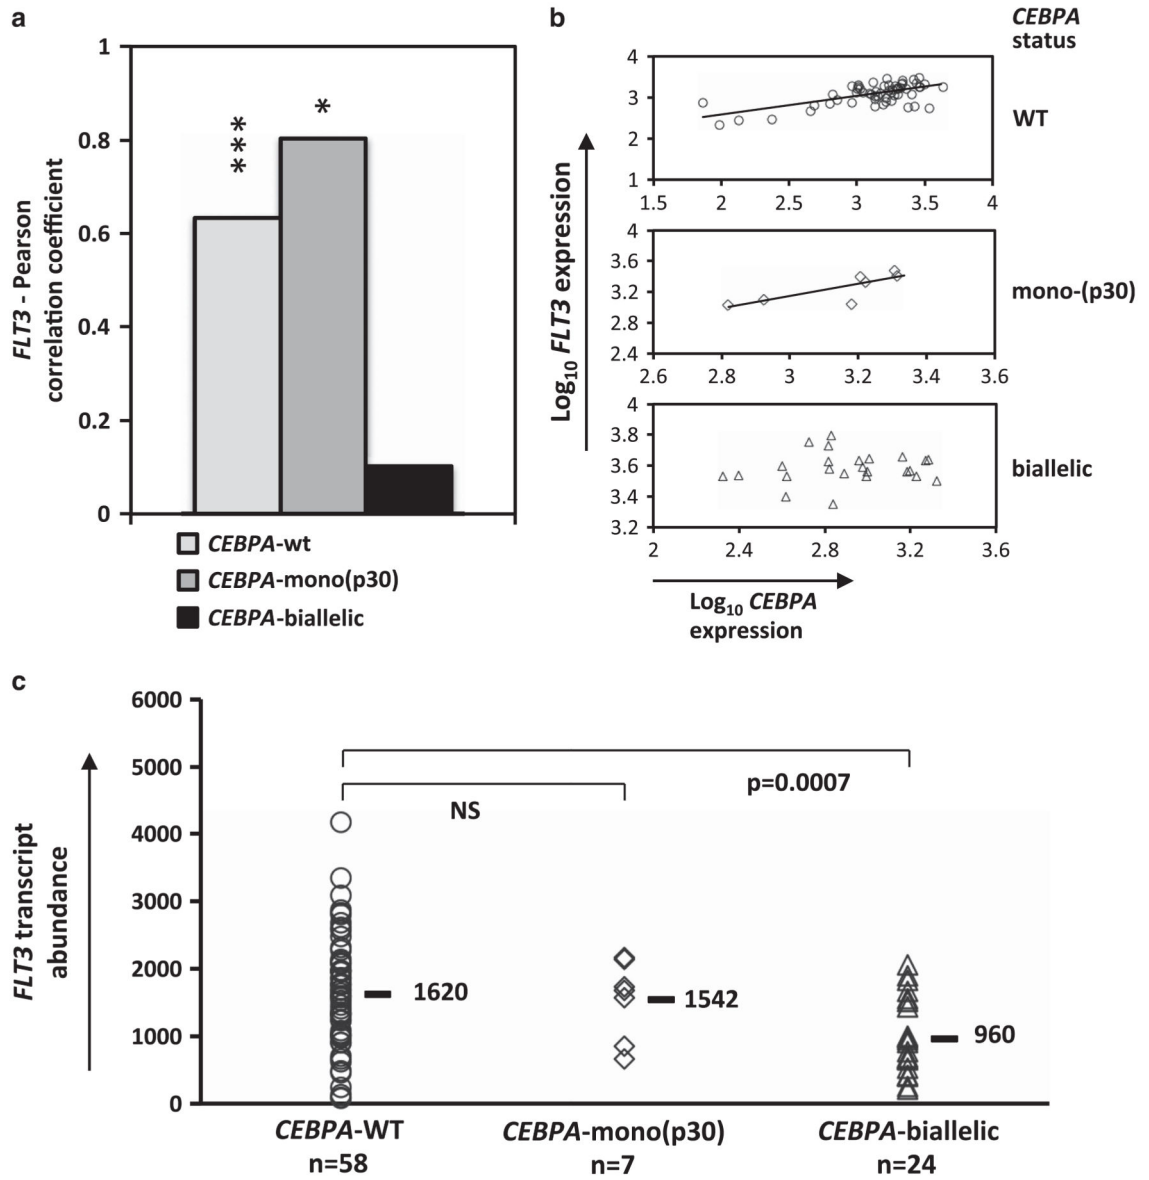 a
1
0.8
0.6
0.4
0.2
0
FLT3 - Pearson
correlation coefficient
***
*
CEBPA-wt
CEBPA-mono(p30)
CEBPA-biallelic
b
CEBPA
status
4
3
2
1
1.5
2
2.5
3
3.5
4
WT
4
3.6
3.2
2.8
2.4
2.6
2.8
3
3.2
3.4
3.6
mono-(p30)
4
3.8
3.6
3.4
3.2
2
2.4
2.8
3.2
3.6
biallelic
Log10 FLT3 expression
Log10 CEBPA
expression
c
6000
5000
4000
3000
2000
1000
0
FLT3 transcript
abundance
NS
p=0.0007
1620
1542
960
CEBPA-WT
n=58
CEBPA-mono(p30)
n=7
CEBPA-biallelic
n=24